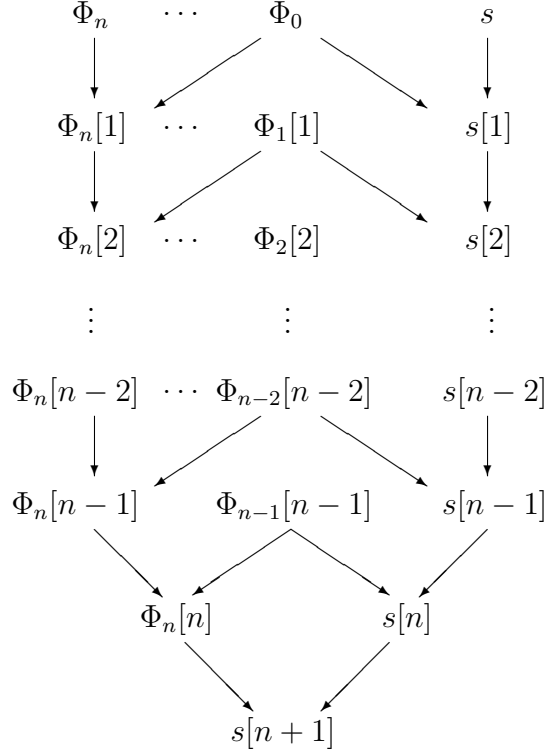 Φ_n ⋯ Φ_0 s
Φ_n[1] ⋯ Φ_1[1] s[1]
Φ_n[2] ⋯ Φ_2[2] s[2]
⋮ ⋮ ⋮
Φ_n[n − 2] ⋯ Φ_{n−2}[n − 2] s[n − 2]
Φ_n[n − 1] Φ_{n−1}[n − 1] s[n − 1]
Φ_n[n] s[n]
s[n + 1]